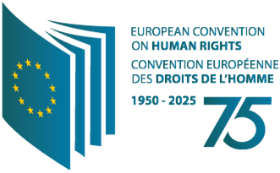 EUROPEAN CONVENTION
ON HUMAN RIGHTS
CONVENTION EUROPÉENNE
DES DROITS DE L'HOMME
1950 - 2025
75